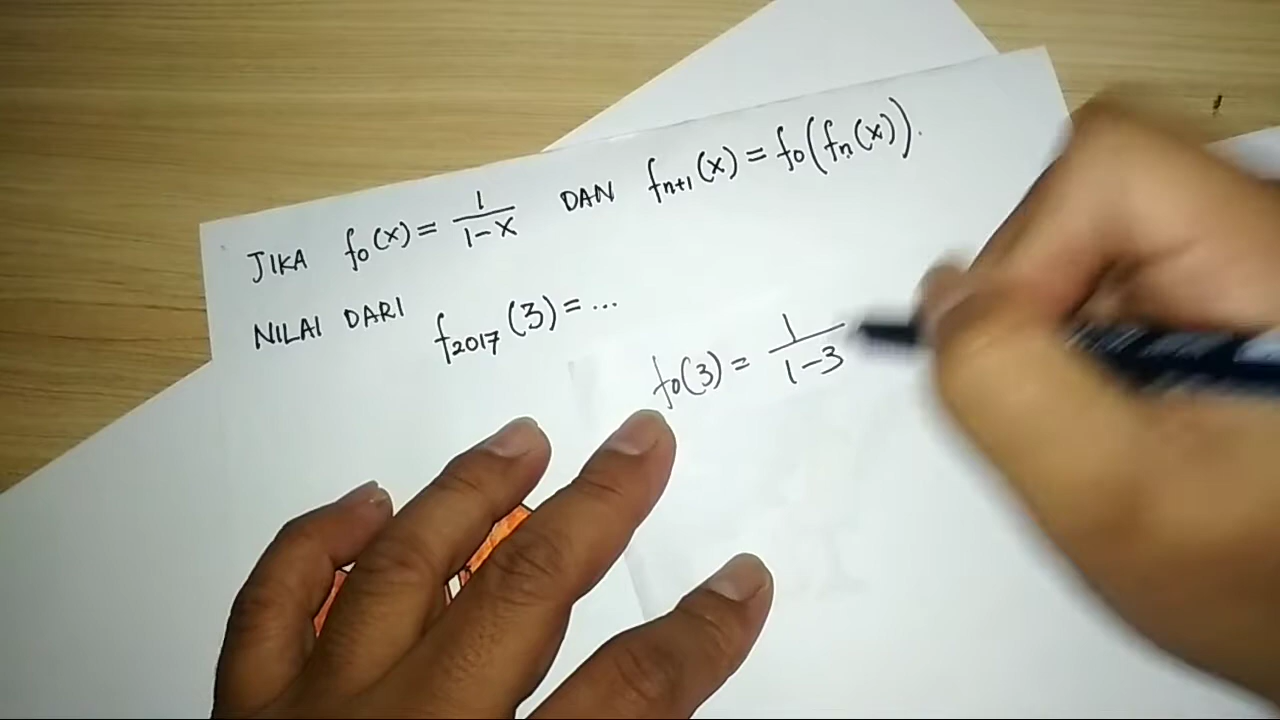 JIKA f₀(x) = 1/(1-x) DAN fₙ₊₁(x) = f₀(fₙ(x)).
NILAI DARI f₂₀₁₇(3) = ...
f₀(3) = 1/(1-3)